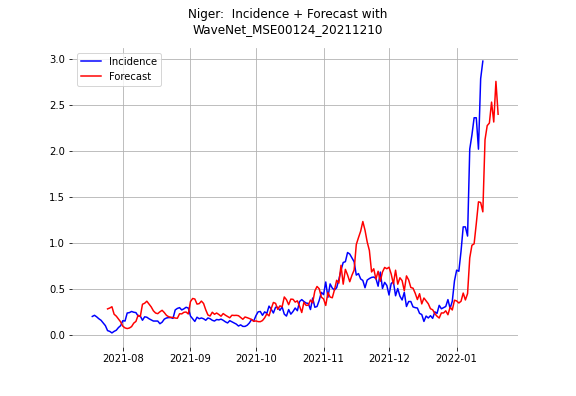 Niger:  Incidence + Forecast with
WaveNet_MSE00124_20211210
Incidence
Forecast
3.0
2.5
2.0
1.5
1.0
0.5
0.0
2021-08 2021-09 2021-10 2021-11 2021-12 2022-01